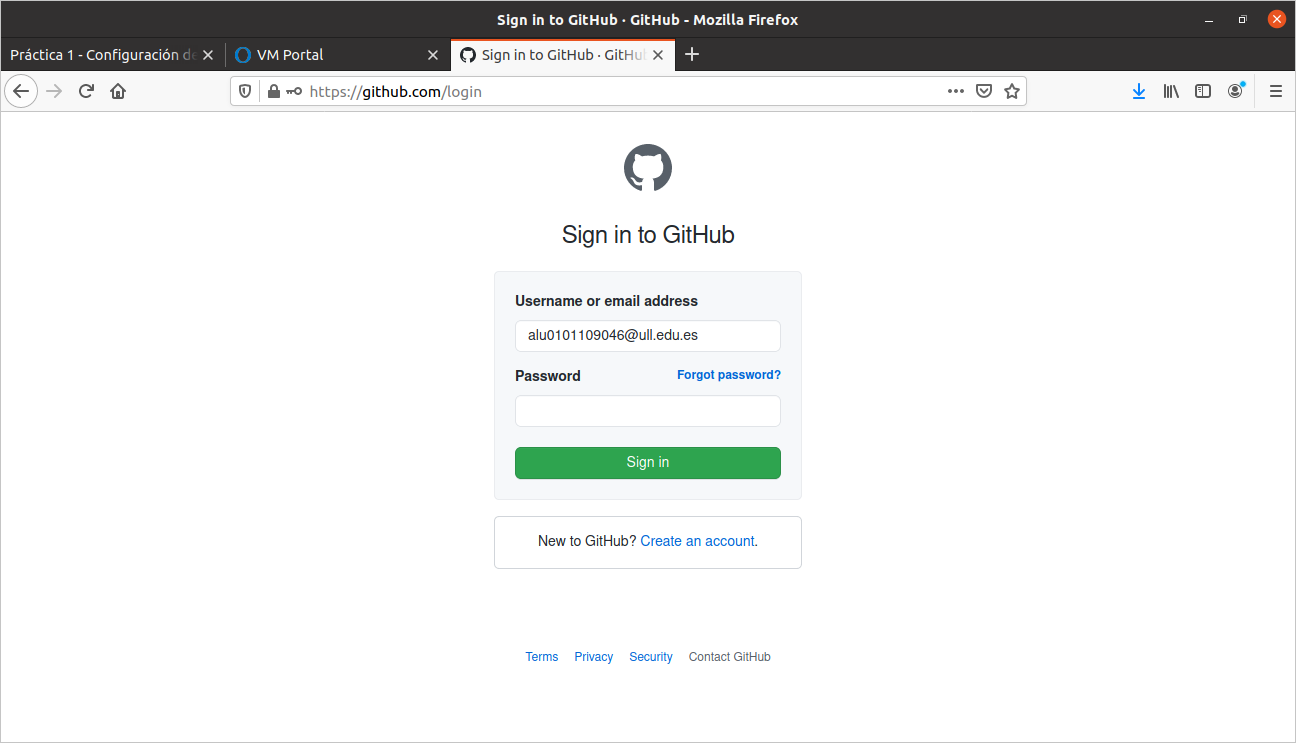 Sign in to GitHub · GitHub - Mozilla Firefox
Práctica 1 - Configuración de
VM Portal
Sign in to GitHub · GitHub
https://github.com/login
Sign in to GitHub
Username or email address
alu0101109046@ull.edu.es
Password Forgot password?
Sign in
New to GitHub? Create an account.
Terms Privacy Security Contact GitHub